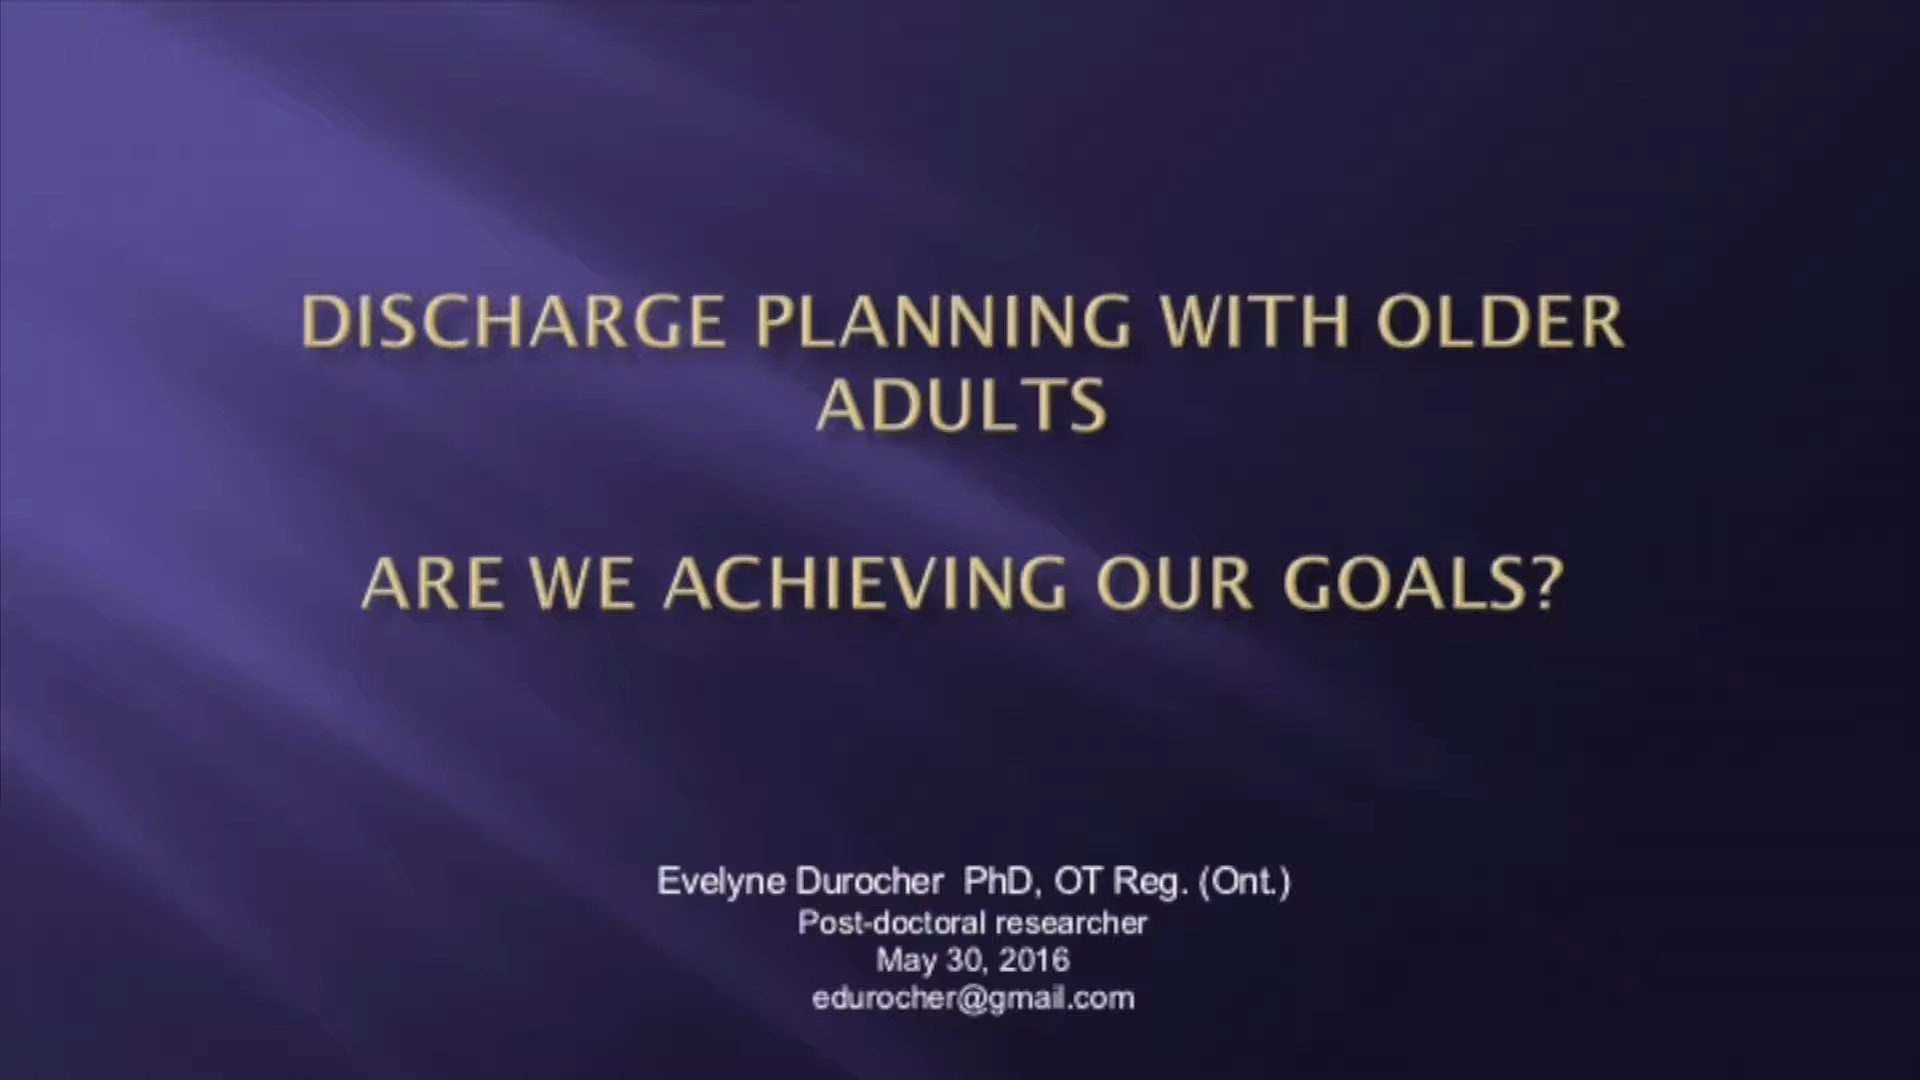 DISCHARGE PLANNING WITH OLDER
ADULTS
ARE WE ACHIEVING OUR GOALS?
Evelyne Durocher PhD, OT Reg. (Ont.)
Post-doctoral researcher
May 30, 2016
edurocher@gmail.com